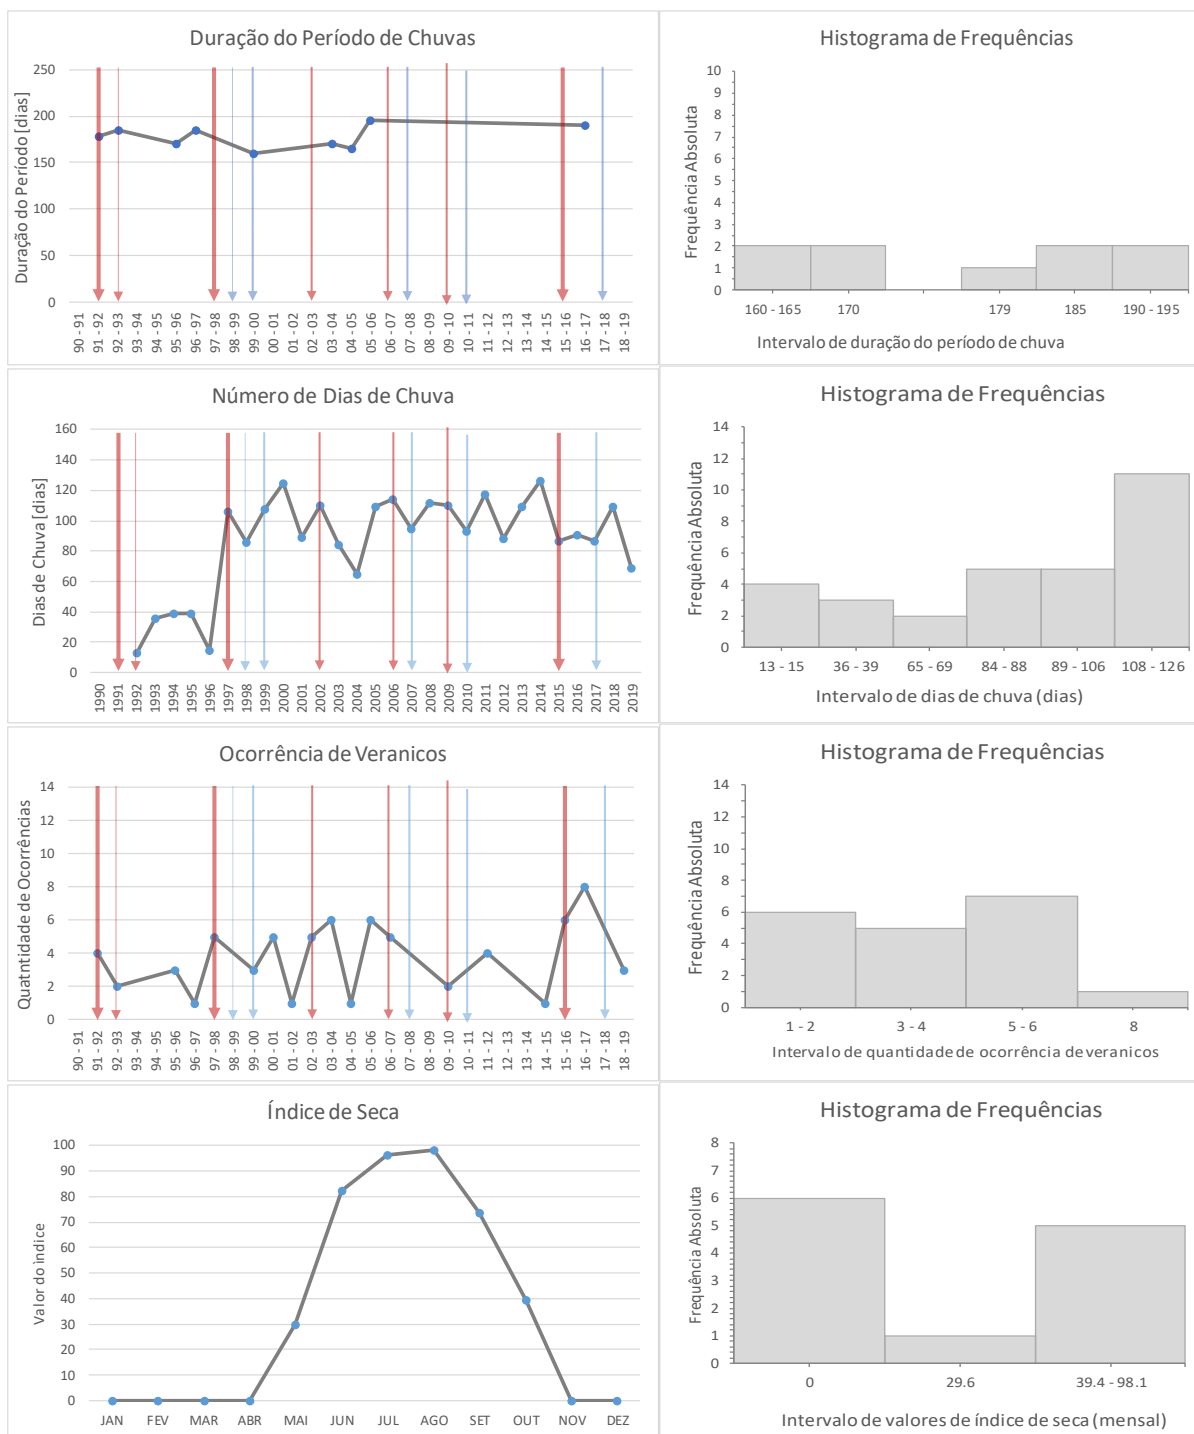 Duração do Período de Chuvas
Duração do Período [dias]
250
200
150
100
50
0
90 - 91
91 - 92
92 - 93
93 - 94
94 - 95
95 - 96
96 - 97
97 - 98
98 - 99
99 - 00
00 - 01
01 - 02
02 - 03
03 - 04
04 - 05
05 - 06
06 - 07
07 - 08
08 - 09
09 - 10
10 - 11
11 - 12
12 - 13
13 - 14
14 - 15
15 - 16
16 - 17
17 - 18
18 - 19
Histograma de Frequências
Frequência Absoluta
10
9
8
7
6
5
4
3
2
1
0
160 - 165
170
179
185
190 - 195
Intervalo de duração do período de chuva
Número de Dias de Chuva
Dias de Chuva [dias]
160
140
120
100
80
60
40
20
0
1990
1991
1992
1993
1994
1995
1996
1997
1998
1999
2000
2001
2002
2003
2004
2005
2006
2007
2008
2009
2010
2011
2012
2013
2014
2015
2016
2017
2018
2019
Histograma de Frequências
Frequência Absoluta
14
12
10
8
6
4
2
0
13 - 15
36 - 39
65 - 69
84 - 88
89 - 106
108 - 126
Intervalo de dias de chuva (dias)
Ocorrência de Veranicos
Quatntidade de Ocorrências
14
12
10
8
6
4
2
0
90 - 91
91 - 92
92 - 93
93 - 94
94 - 95
95 - 96
96 - 97
97 - 98
98 - 99
99 - 00
00 - 01
01 - 02
02 - 03
03 - 04
04 - 05
05 - 06
06 - 07
07 - 08
08 - 09
09 - 10
10 - 11
11 - 12
12 - 13
13 - 14
14 - 15
15 - 16
16 - 17
17 - 18
18 - 19
Histograma de Frequências
Frequência Absoluta
14
12
10
8
6
4
2
0
1 - 2
3 - 4
5 - 6
8
Intervalo de quantidade de ocorrência de veranicos
Índice de Seca
Valor do ìndice
100
90
80
70
60
50
40
30
20
10
0
JAN
FEV
MAR
ABR
MAI
JUN
JUL
AGO
SET
OUT
NOV
DEZ
Histograma de Frequências
Frequência Absoluta
8
7
6
5
4
3
2
1
0
0
29.6
39.4 - 98.1
Intervalo de valores de índice de seca (mensal)